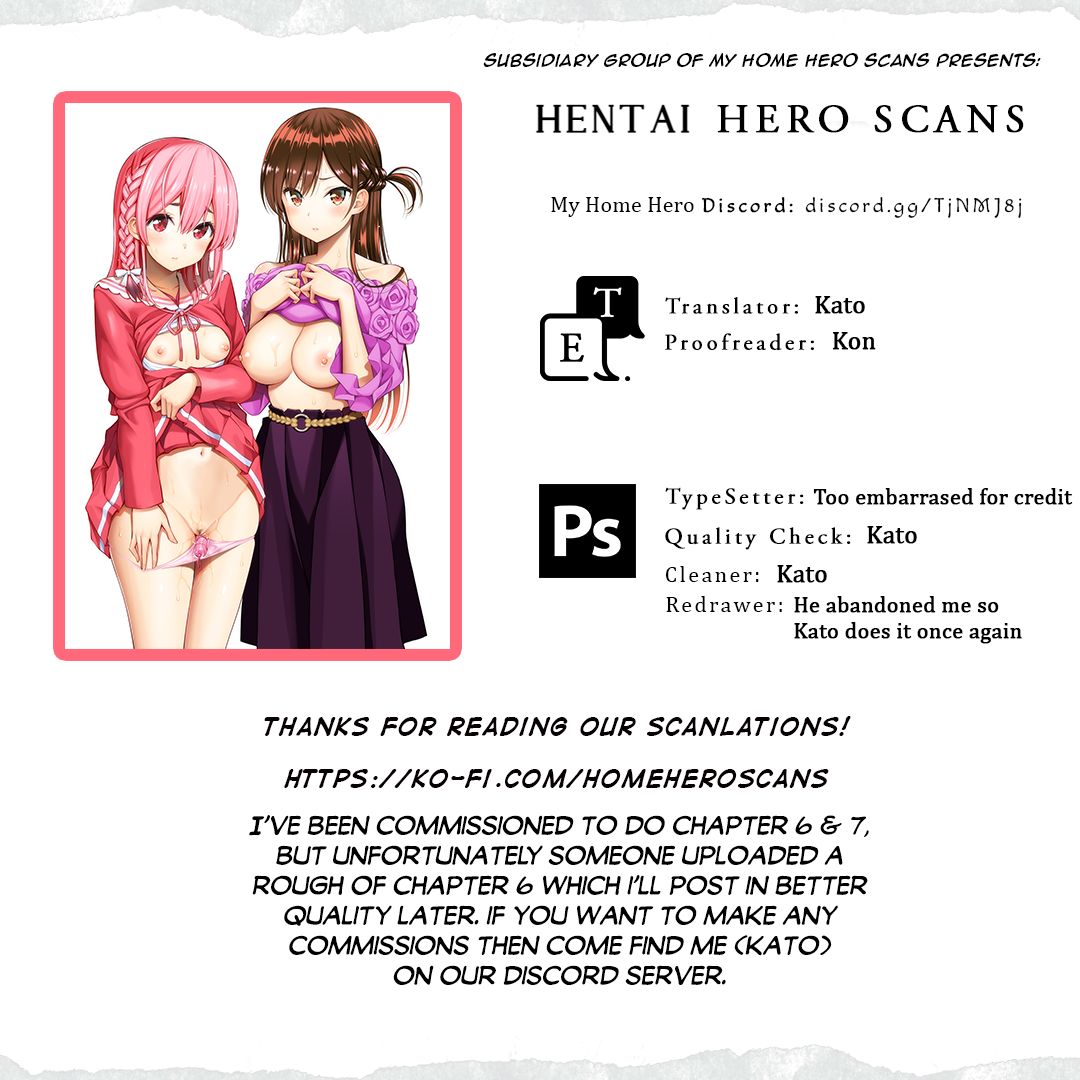 SUBSIDIARY GROUP OF MY HOME HERO SCANS PRESENTS:
HENTAI HERO SCANS
My Home Hero Discord: discord.gg/TjNMJ8j
T
E
Translator: Kato
Proofreader: Kon
Ps
TypeSetter: Too embarrased for credit
Quality Check: Kato
Cleaner: Kato
Redrawer: He abandoned me so
Kato does it once again
THANKS FOR READING OUR SCANLATIONS!
HTTPS://KO-FI.COM/HOMEHEROSCANS
I'VE BEEN COMMISSIONED TO DO CHAPTER 6 & 7,
BUT UNFORTUNATELY SOMEONE UPLOADED A
ROUGH OF CHAPTER 6 WHICH I'LL POST IN BETTER
QUALITY LATER. IF YOU WANT TO MAKE ANY
COMMISSIONS THEN COME FIND ME (KATO)
ON OUR DISCORD SERVER.